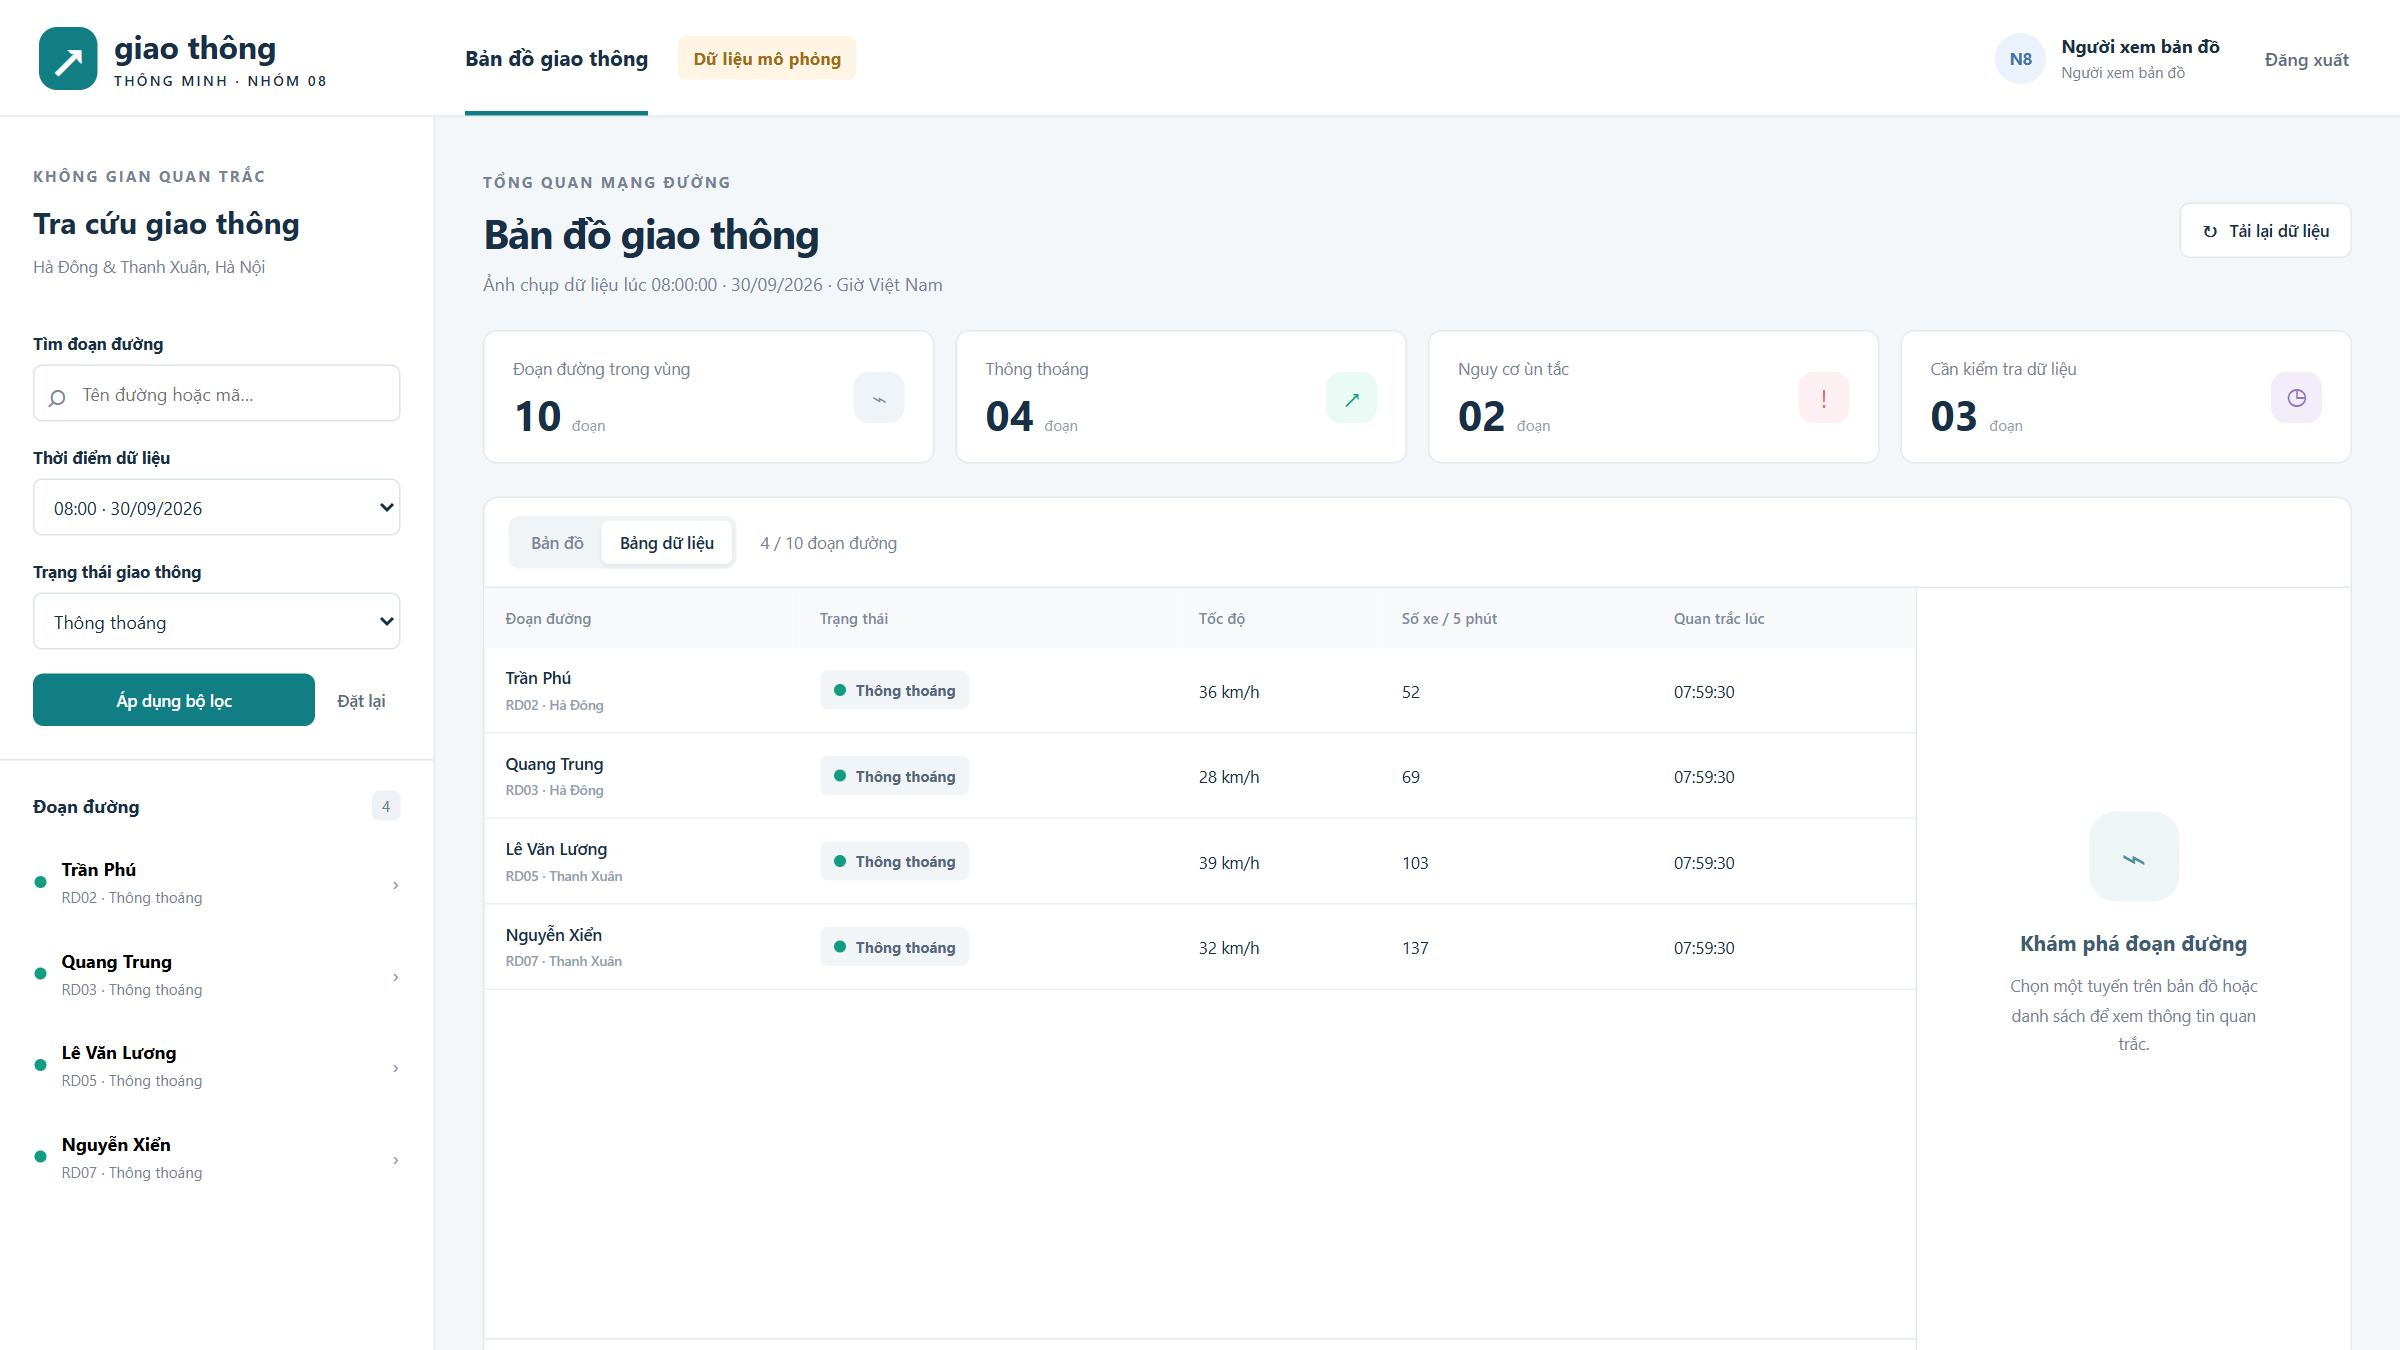 giao thông
THÔNG MINH · NHÓM 08
Bản đồ giao thông
Dữ liệu mô phỏng
N8
Người xem bản đồ
Người xem bản đồ
Đăng xuất
KHÔNG GIAN QUAN TRẮC
Tra cứu giao thông
Hà Đông & Thanh Xuân, Hà Nội
Tìm đoạn đường
Tên đường hoặc mã...
Thời điểm dữ liệu
08:00 · 30/09/2026
Trạng thái giao thông
Thông thoáng
Áp dụng bộ lọc
Đặt lại
Đoạn đường
4
Trần Phú
RD02 · Thông thoáng
Quang Trung
RD03 · Thông thoáng
Lê Văn Lương
RD05 · Thông thoáng
Nguyễn Xiển
RD07 · Thông thoáng
TỔNG QUAN MẠNG ĐƯỜNG
Bản đồ giao thông
Ảnh chụp dữ liệu lúc 08:00:00 · 30/09/2026 · Giờ Việt Nam
Tải lại dữ liệu
Đoạn đường trong vùng
10 đoạn
Thông thoáng
04 đoạn
Nguy cơ ùn tắc
02 đoạn
Cần kiểm tra dữ liệu
03 đoạn
Bản đồ
Bảng dữ liệu
4 / 10 đoạn đường
Đoạn đường Trạng thái Tốc độ Số xe / 5 phút Quan trắc lúc
Trần Phú
RD02 · Hà Đông
Thông thoáng 36 km/h 52 07:59:30
Quang Trung
RD03 · Hà Đông
Thông thoáng 28 km/h 69 07:59:30
Lê Văn Lương
RD05 · Thanh Xuân
Thông thoáng 39 km/h 103 07:59:30
Nguyễn Xiển
RD07 · Thanh Xuân
Thông thoáng 32 km/h 137 07:59:30
Khám phá đoạn đường
Chọn một tuyến trên bản đồ hoặc
danh sách để xem thông tin quan
trắc.